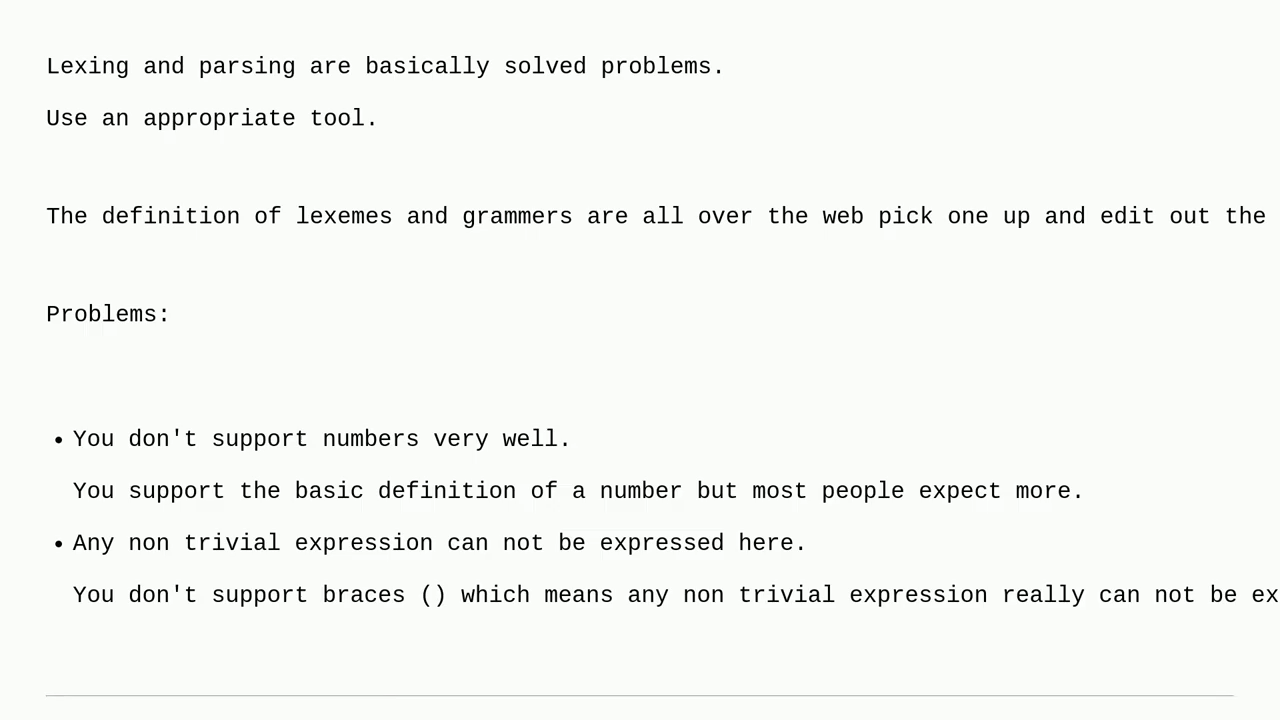 Lexing and parsing are basically solved problems.
Use an appropriate tool.
The definition of lexemes and grammers are all over the web pick one up and edit out the
Problems:
• You don't support numbers very well.
You support the basic definition of a number but most people expect more.
• Any non trivial expression can not be expressed here.
You don't support braces () which means any non trivial expression really can not be